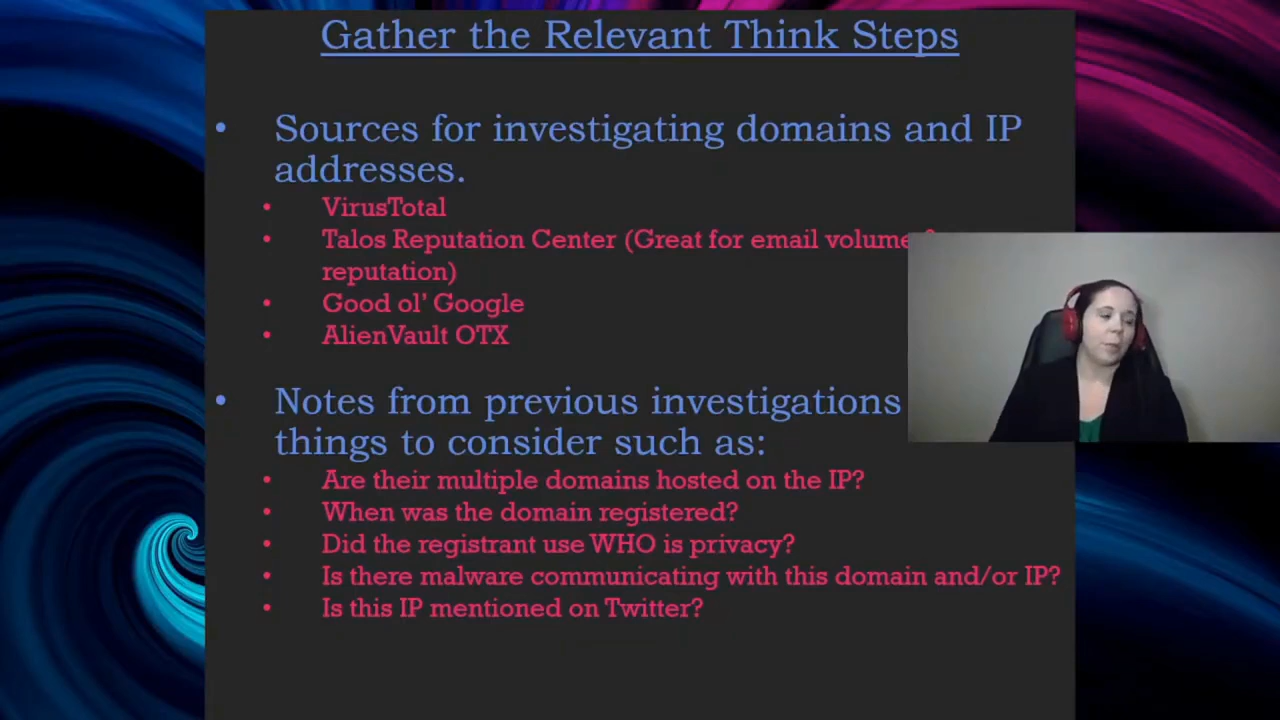 Gather the Relevant Think Steps
• Sources for investigating domains and IP
addresses.
• VirusTotal
• Talos Reputation Center (Great for email volume
reputation)
• Good ol' Google
• AlienVault OTX
• Notes from previous investigations
things to consider such as:
• Are their multiple domains hosted on the IP?
• When was the domain registered?
• Did the registrant use WHO is privacy?
• Is there malware communicating with this domain and/or IP?
• Is this IP mentioned on Twitter?